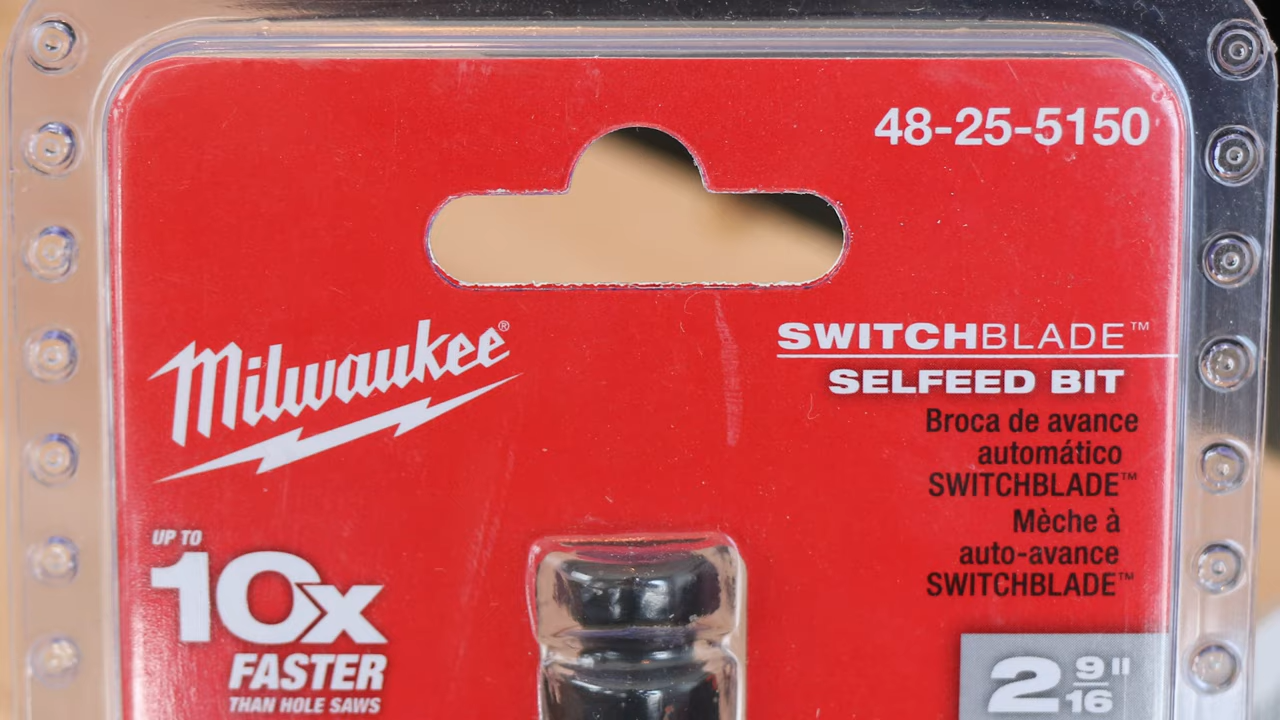 48-25-5150
Milwaukee®
SWITCHBLADE™
SELFEED BIT
Broca de avance
automático
SWITCHBLADE™
Mèche à
auto-avance
SWITCHBLADE™
UP TO
10x
FASTER
THAN HOLE SAWS
2 9/16"